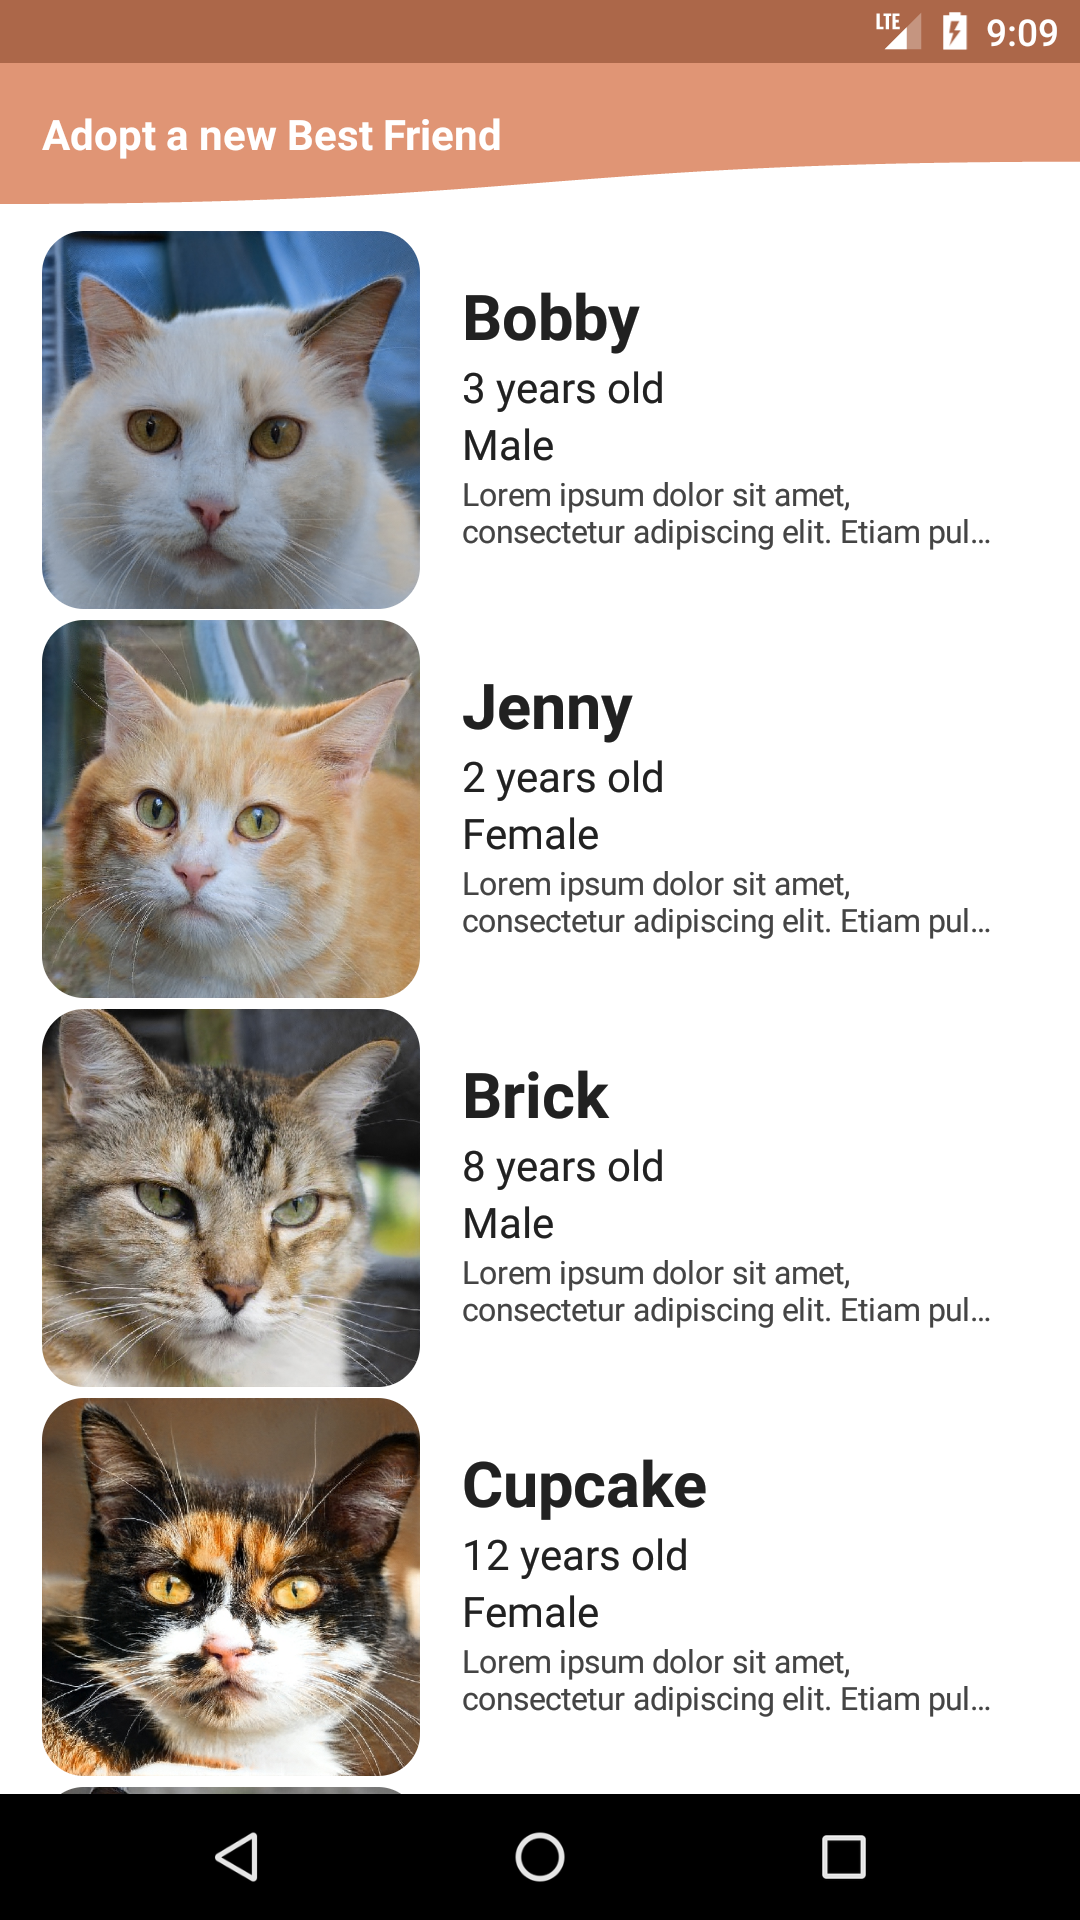 LTE 9:09
Adopt a new Best Friend
Bobby
3 years old
Male
Lorem ipsum dolor sit amet,
consectetur adipiscing elit. Etiam pul...
Jenny
2 years old
Female
Lorem ipsum dolor sit amet,
consectetur adipiscing elit. Etiam pul...
Brick
8 years old
Male
Lorem ipsum dolor sit amet,
consectetur adipiscing elit. Etiam pul...
Cupcake
12 years old
Female
Lorem ipsum dolor sit amet,
consectetur adipiscing elit. Etiam pul...